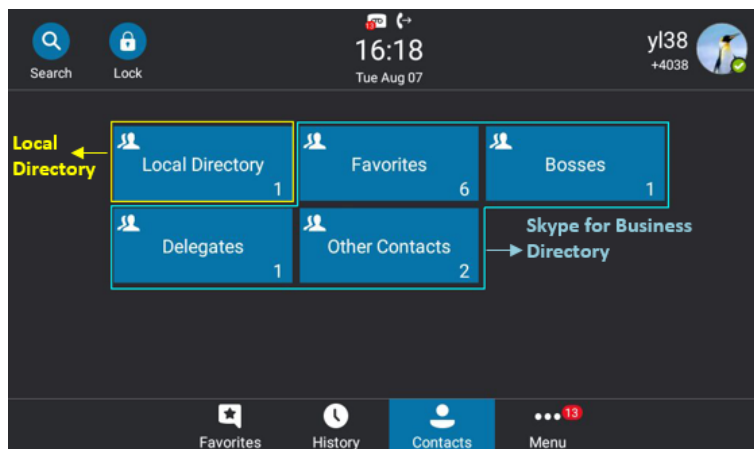 16:18
Tue Aug 07
Search
Lock
yl38
+4038
Local
Directory
Local Directory
1
Favorites
6
Bosses
1
Delegates
1
Other Contacts
2
Skype for Business
Directory
Favorites
History
Contacts
13
Menu